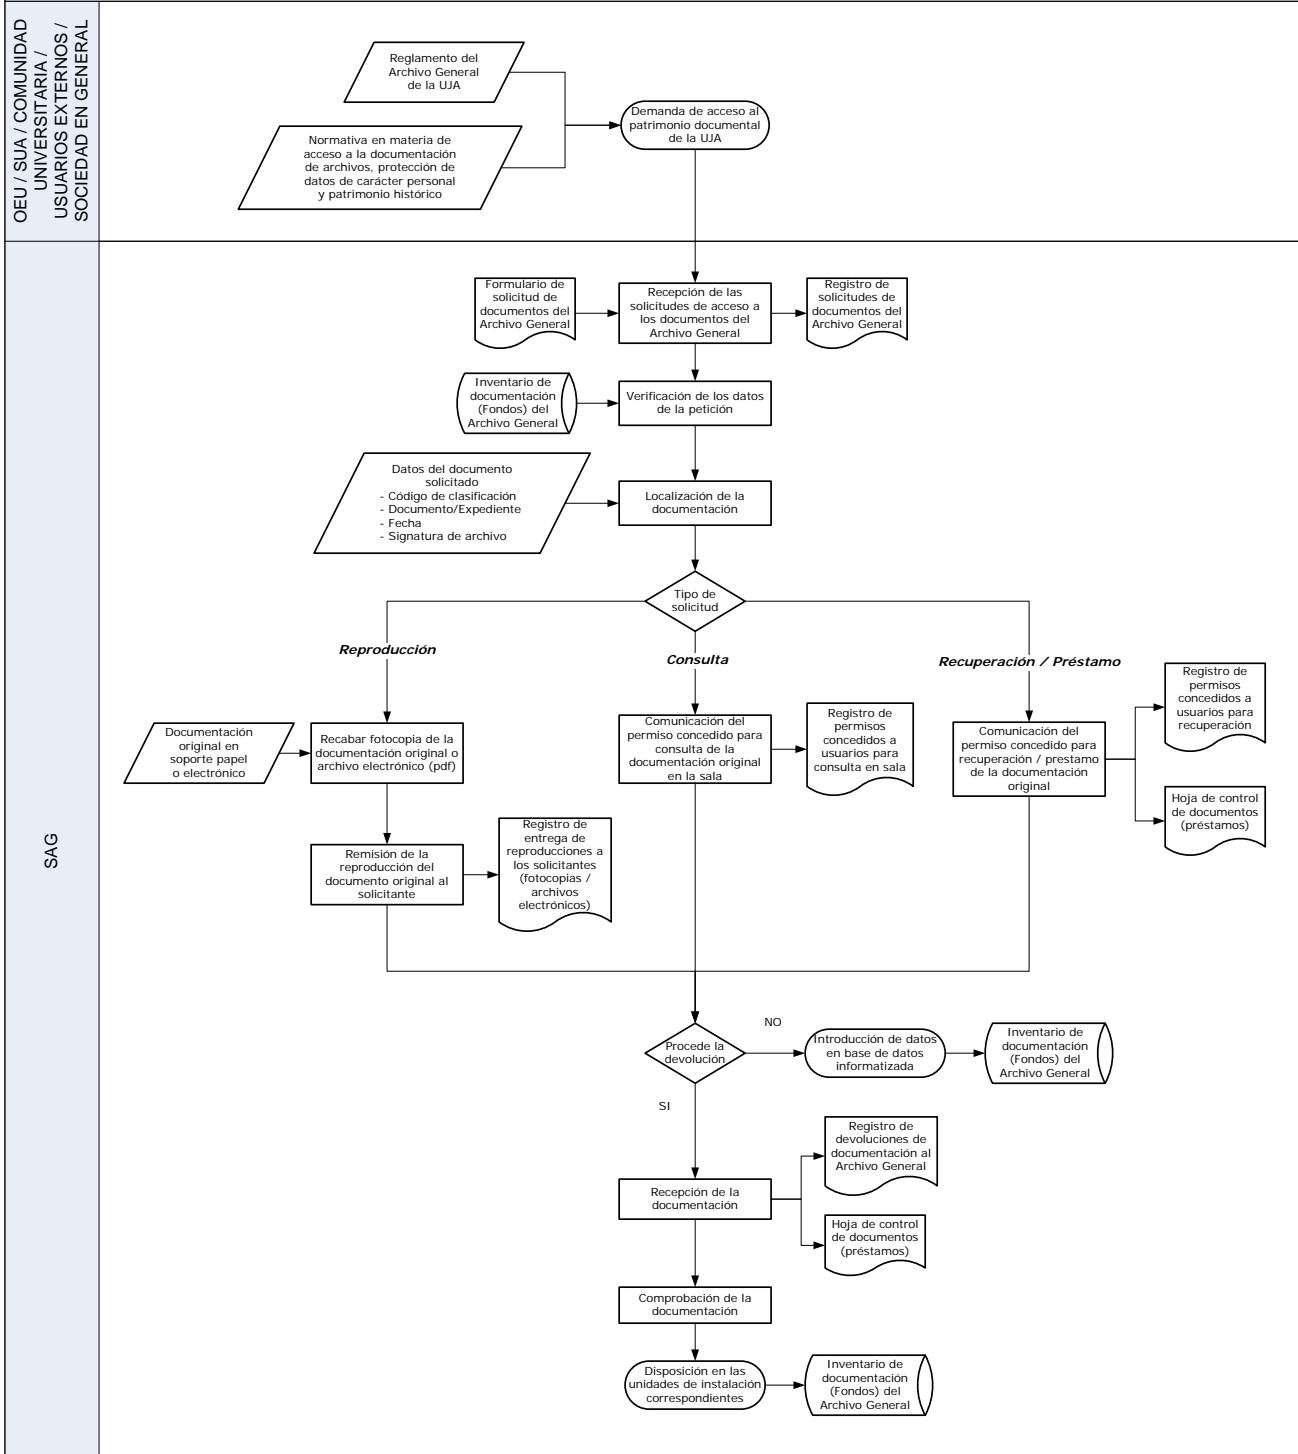 OEU / SUA / COMUNIDAD
UNIVERSITARIA /
USUARIOS EXTERNOS /
SOCIEDAD EN GENERAL
Reglamento del
Archivo General
de la UJA
Normativa en materia de
acceso a la documentación
de archivos, protección de
datos de carácter personal
y patrimonio histórico
Demanda de acceso al
patrimonio documental
de la UJA
SAG
Formulario de
solicitud de
documentos del
Archivo General
Recepción de las
solicitudes de acceso a
los documentos del
Archivo General
Registro de
solicitudes de
documentos del
Archivo General
Inventario de
documentación
(Fondos) del
Archivo General
Verificación de los datos
de la petición
Datos del documento
solicitado
- Código de clasificación
- Documento/Expediente
- Fecha
- Signatura de archivo
Localización de la
documentación
Tipo de
solicitud
Reproducción
Consulta
Recuperación / Préstamo
Documentación
original en
soporte papel
o electrónico
Recabar fotocopia de la
documentación original o
archivo electrónico (pdf)
Comunicación del
permiso concedido para
consulta de la
documentación original
en la sala
Registro de
permisos
concedidos a
usuarios para
consulta en sala
Comunicación del
permiso concedido para
recuperación / prestamo
de la documentación
original
Registro de
permisos
concedidos a
usuarios para
recuperación
Hoja de control
de documentos
(préstamos)
Remisión de la
reproducción del
documento original al
solicitante
Registro de
entrega de
reproducciones a
los solicitantes
(fotocopias /
archivos
electrónicos)
Procede la
devolución
NO
Introducción de datos
en base de datos
informatizada
Inventario de
documentación
(Fondos) del
Archivo General
SI
Recepción de la
documentación
Registro de
devoluciones de
documentación al
Archivo General
Hoja de control
de documentos
(préstamos)
Comprobación de la
documentación
Disposición en las
unidades de instalación
correspondientes
Inventario de
documentación
(Fondos) del
Archivo General